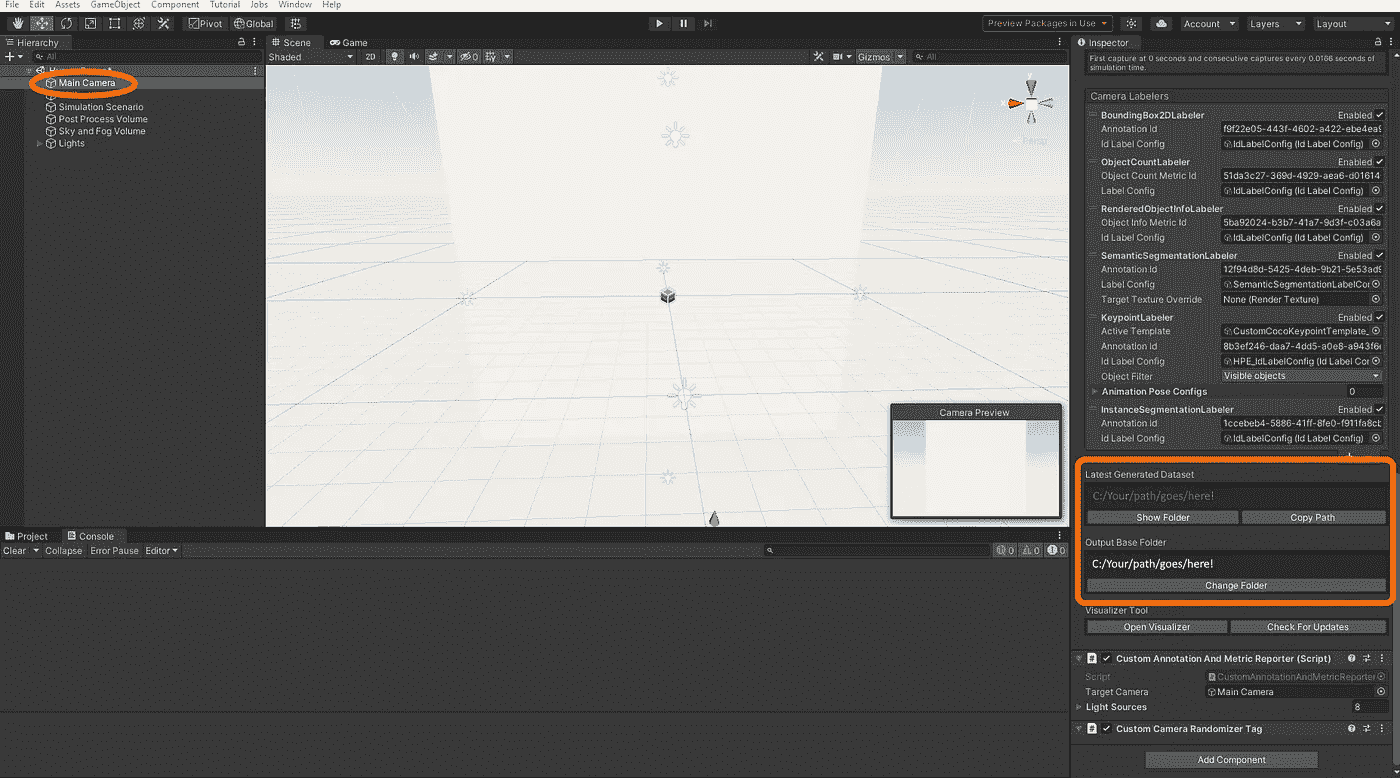 File Edit Assets GameObject Component Tutorial Jobs Window Help
Pivot Global Preview Packages in Use Account Layers Layout
Hierarchy
All
Main Camera
Simulation Scenario
Post Process Volume
Sky and Fog Volume
Lights
Scene Game
Shaded 2D 0 Gizmos All
Persp
Camera Preview
Project Console
Clear Collapse Error Pause Editor 0 0 0
Inspector
First capture at 0 seconds and consecutive captures every 0.0166 seconds of
simulation time.
Camera Labelers
BoundingBox2DLabeler Enabled
Annotation Id f9f22e05-443f-4602-a422-ebe4ea9
Id Label Config IdLabelConfig (Id Label Config)
ObjectCountLabeler Enabled
Object Count Metric Id 51da3c27-369d-4929-aea6-d01614
Label Config IdLabelConfig (Id Label Config)
RenderedObjectInfoLabeler Enabled
Object Info Metric Id 5ba92024-b3b7-41a7-9d3f-c03a6a
Id Label Config IdLabelConfig (Id Label Config)
SemanticSegmentationLabeler Enabled
Annotation Id 12f94d8d-5425-4deb-9b21-5e53ad9
Label Config SemanticSegmentationLabelCor
Target Texture Override None (Render Texture)
KeypointLabeler Enabled
Active Template CustomCocoKeypointTemplate_
Annotation Id 8b3ef246-daa7-4dd5-a0e8-a943f6
Id Label Config HPE_IdLabelConfig (Id Label Cor
Object Filter Visible objects
Animation Pose Configs 0
InstanceSegmentationLabeler Enabled
Annotation Id 1ccebeb4-5886-41ff-8fe0-f911fa8cb
Id Label Config IdLabelConfig (Id Label Config)
Latest Generated Dataset
C:/Your/path/goes/here!
Show Folder Copy Path
Output Base Folder
C:/Your/path/goes/here!
Change Folder
Visualizer Tool
Open Visualizer Check For Updates
Custom Annotation And Metric Reporter (Script)
Script CustomAnnotationAndMetricReporter
Target Camera Main Camera
Light Sources 8
Custom Camera Randomizer Tag
Add Component